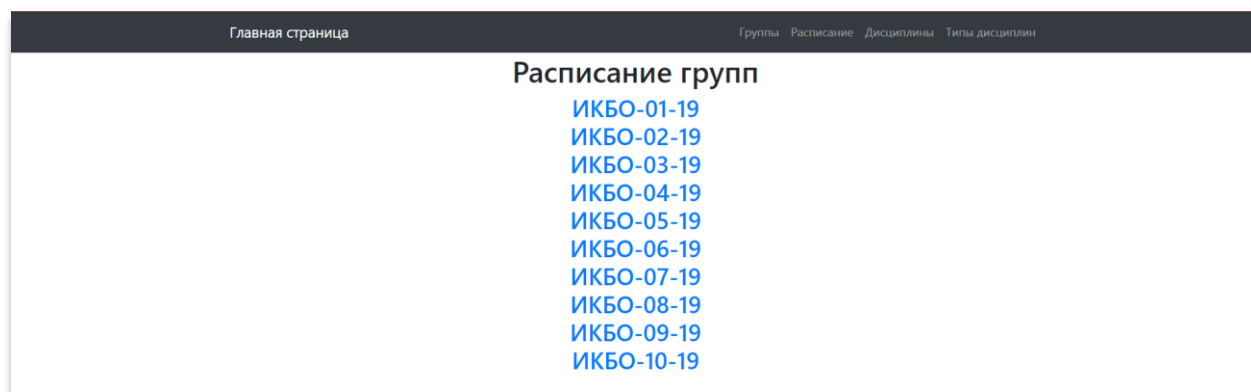 Главная страница Группы Расписание Дисциплины Типы дисциплин
Расписание групп
ИКБО-01-19
ИКБО-02-19
ИКБО-03-19
ИКБО-04-19
ИКБО-05-19
ИКБО-06-19
ИКБО-07-19
ИКБО-08-19
ИКБО-09-19
ИКБО-10-19